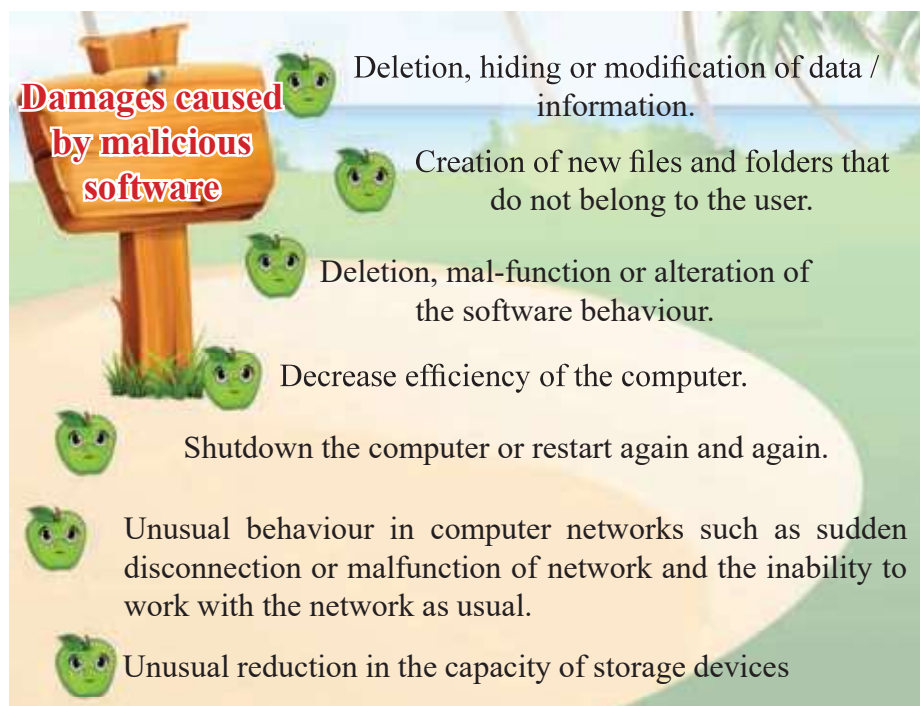 Damages caused
by malicious
software
Deletion, hiding or modification of data /
information.
Creation of new files and folders that
do not belong to the user.
Deletion, mal-function or alteration of
the software behaviour.
Decrease efficiency of the computer.
Shutdown the computer or restart again and again.
Unusual behaviour in computer networks such as sudden
disconnection or malfunction of network and the inability to
work with the network as usual.
Unusual reduction in the capacity of storage devices